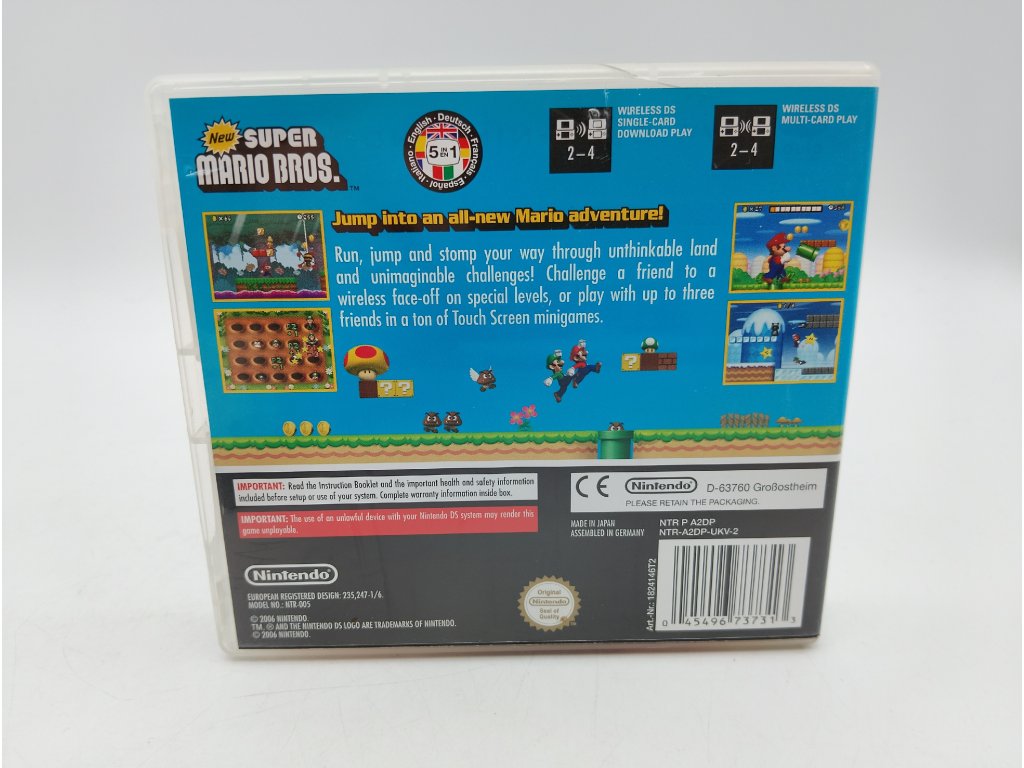 New SUPER
MARIO BROS.™
English · Deutsch · Français · Español · Italiano ·
5 IN EN 1
WIRELESS DS
SINGLE-CARD
DOWNLOAD PLAY
2–4
WIRELESS DS
MULTI-CARD PLAY
2–4
Jump into an all-new Mario adventure!
Run, jump and stomp your way through unthinkable land
and unimaginable challenges! Challenge a friend to a
wireless face-off on special levels, or play with up to three
friends in a ton of Touch Screen minigames.
IMPORTANT: Read the Instruction Booklet and the important health and safety information
included before setup or use of your system. Complete warranty information inside box.
IMPORTANT: The use of an unlawful device with your Nintendo DS system may render this
game unplayable.
CE Nintendo D-63760 Großostheim
PLEASE RETAIN THE PACKAGING.
MADE IN JAPAN
ASSEMBLED IN GERMANY
NTR P A2DP
NTR-A2DP-UKV-2
Nintendo®
EUROPEAN REGISTERED DESIGN: 235,247-1/6.
MODEL NO.: NTR-005
© 2006 NINTENDO.
TM, ® AND THE NINTENDO DS LOGO ARE TRADEMARKS OF NINTENDO.
© 2006 NINTENDO.
Original
Nintendo
Seal of
Quality
Art.-Nr.: 1824146T2
0 45496 73731 3